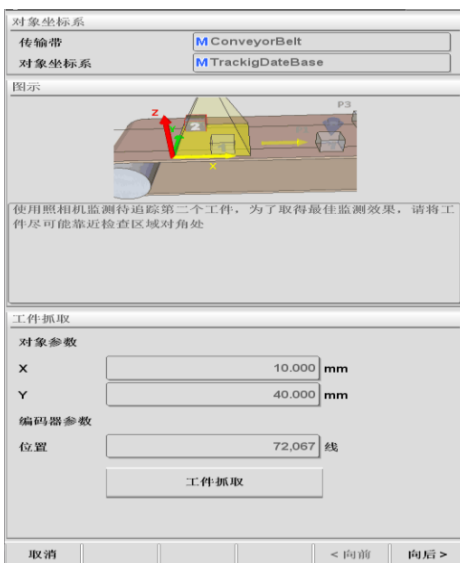 对象坐标系
传输带 M ConveyorBelt
对象坐标系 M TrackigDateBase
图示
Z
2
P3
1
X
使用照相机监测待追踪第二个工件，为了取得最佳监测效果，请将工
件尽可能靠近检查区域对角处
工件抓取
对象参数
X 10.000 mm
Y 40.000 mm
编码器参数
位置 72,067 线
工件抓取
取消 < 向前 向后 >